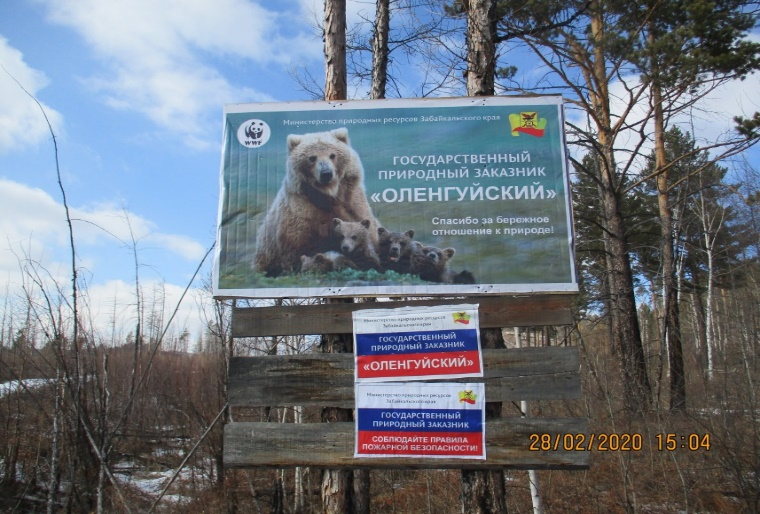 WWF
Министерство природных ресурсов Забайкальского края
ГОСУДАРСТВЕННЫЙ
ПРИРОДНЫЙ ЗАКАЗНИК
«ОЛЕНГУЙСКИЙ»
Спасибо за бережное
отношение к природе!
Министерство природных ресурсов
Забайкальского края
ГОСУДАРСТВЕННЫЙ
ПРИРОДНЫЙ ЗАКАЗНИК
«ОЛЕНГУЙСКИЙ»
Министерство природных ресурсов
Забайкальского края
ГОСУДАРСТВЕННЫЙ
ПРИРОДНЫЙ ЗАКАЗНИК
СОБЛЮДАЙТЕ ПРАВИЛА
ПОЖАРНОЙ БЕЗОПАСНОСТИ!
28/02/2020 15:04